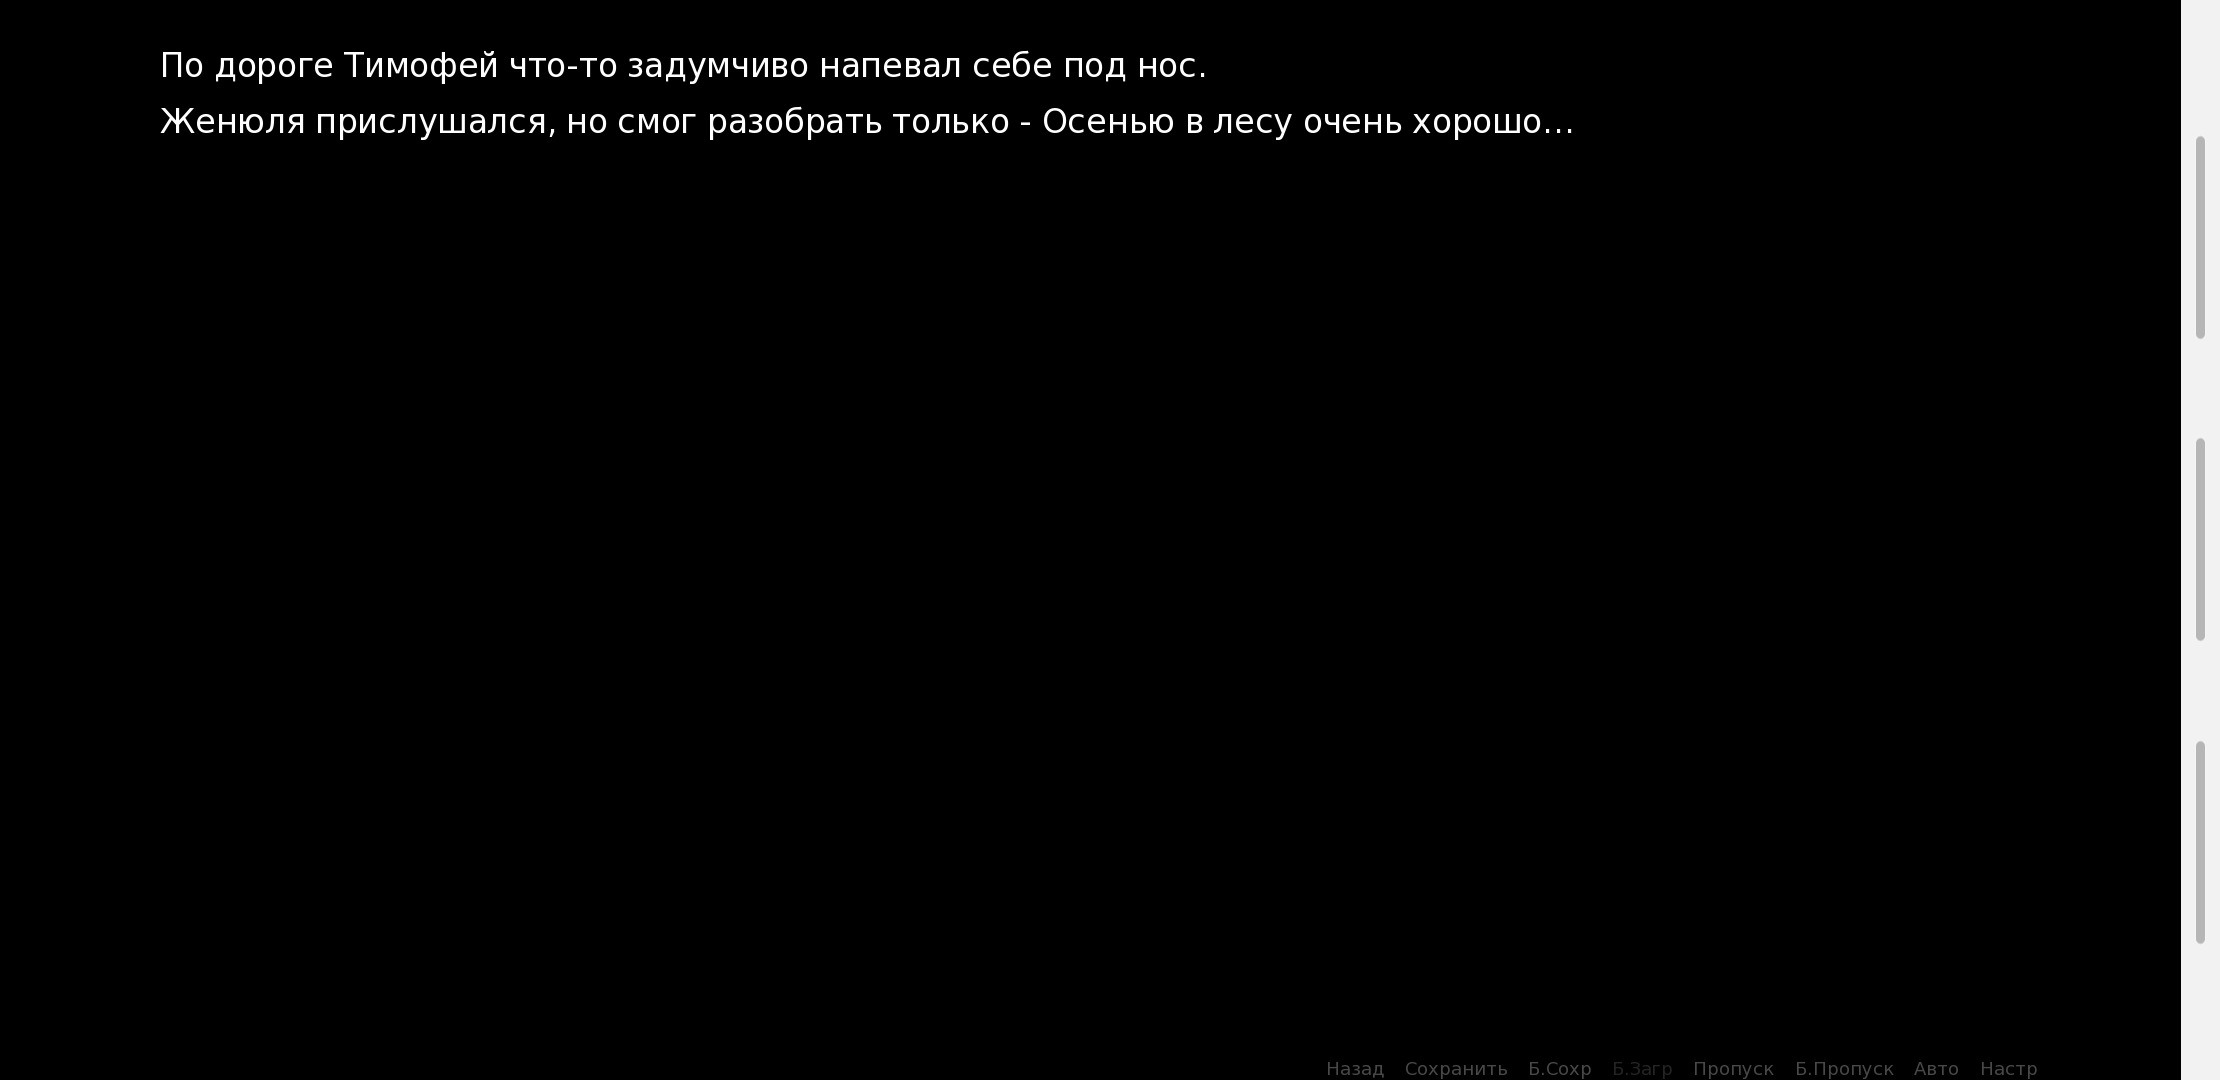 По дороге Тимофей что-то задумчиво напевал себе под нос.
Женюля прислушался, но смог разобрать только - Осенью в лесу очень хорошо...
Назад Сохранить Б.Сохр Б.Загр Пропуск Б.Пропуск Авто Настр